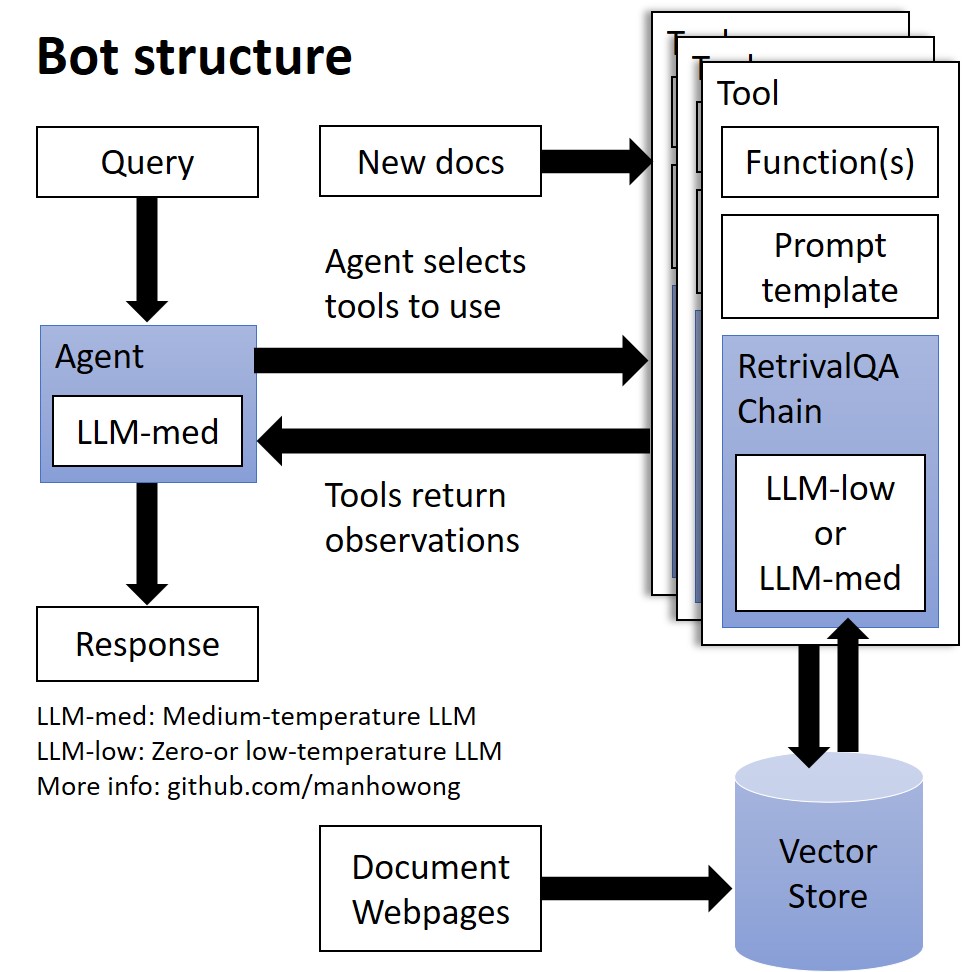 Bot structure
Query
New docs
Agent selects
tools to use
Agent
LLM-med
Tools return
observations
Response
Tool
Function(s)
Prompt
template
RetrivalQA
Chain
LLM-low
or
LLM-med
LLM-med: Medium-temperature LLM
LLM-low: Zero-or low-temperature LLM
More info: github.com/manhowong
Document
Webpages
Vector
Store